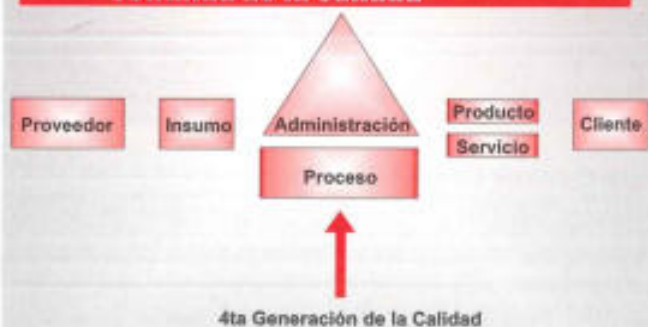 Proveedor
Insumo
Administración
Producto
Servicio
Cliente
Proceso
4ta Generación de la Calidad